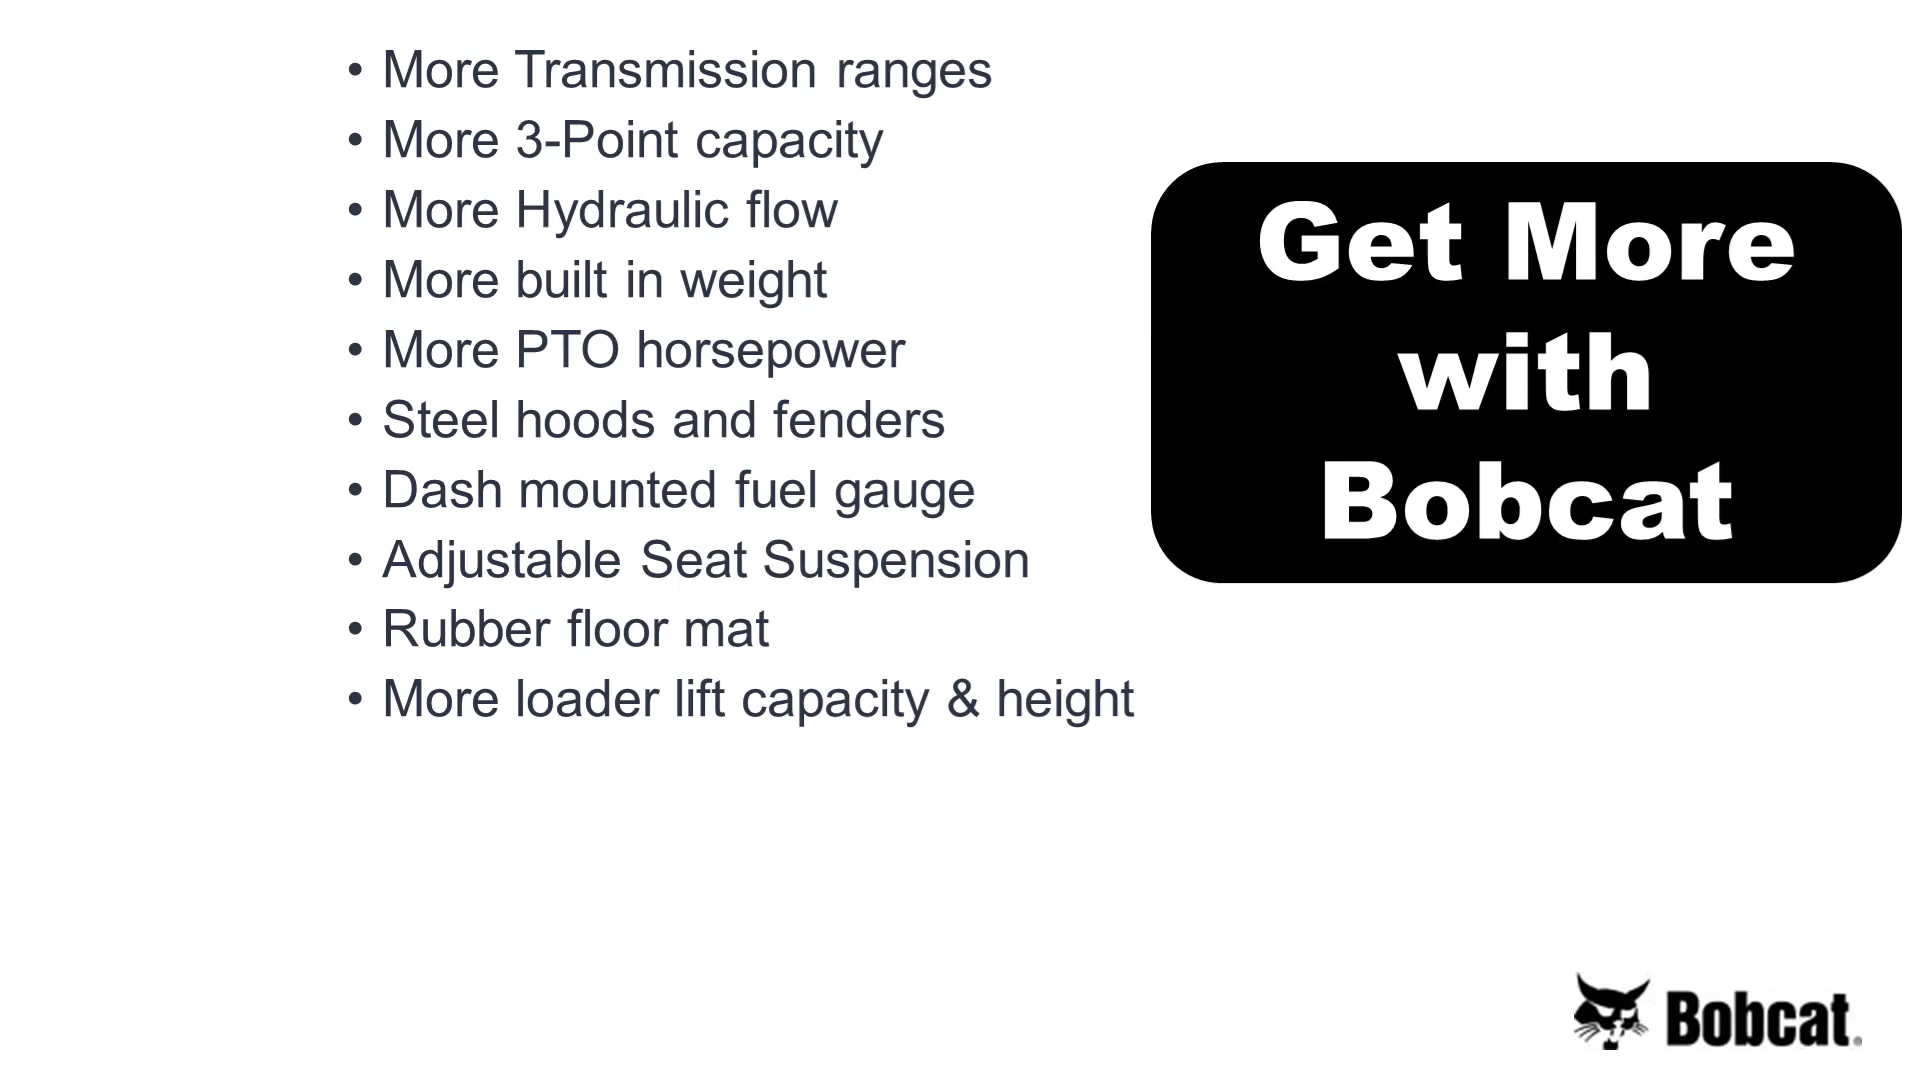 • More Transmission ranges
• More 3-Point capacity
• More Hydraulic flow
• More built in weight
• More PTO horsepower
• Steel hoods and fenders
• Dash mounted fuel gauge
• Adjustable Seat Suspension
• Rubber floor mat
• More loader lift capacity & height
Get More
with
Bobcat
Bobcat®